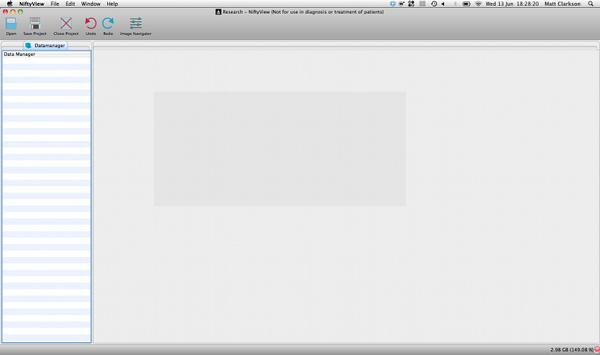 NiftyView File Edit Window Help Wed 13 Jun 18:28:20 Matt Clarkson
Research – NiftyView (Not for use in diagnosis or treatment of patients)
Open Save Project Close Project Undo Redo Image Navigator
Datamanager
Data Manager
2.98 GB (149.08 %)